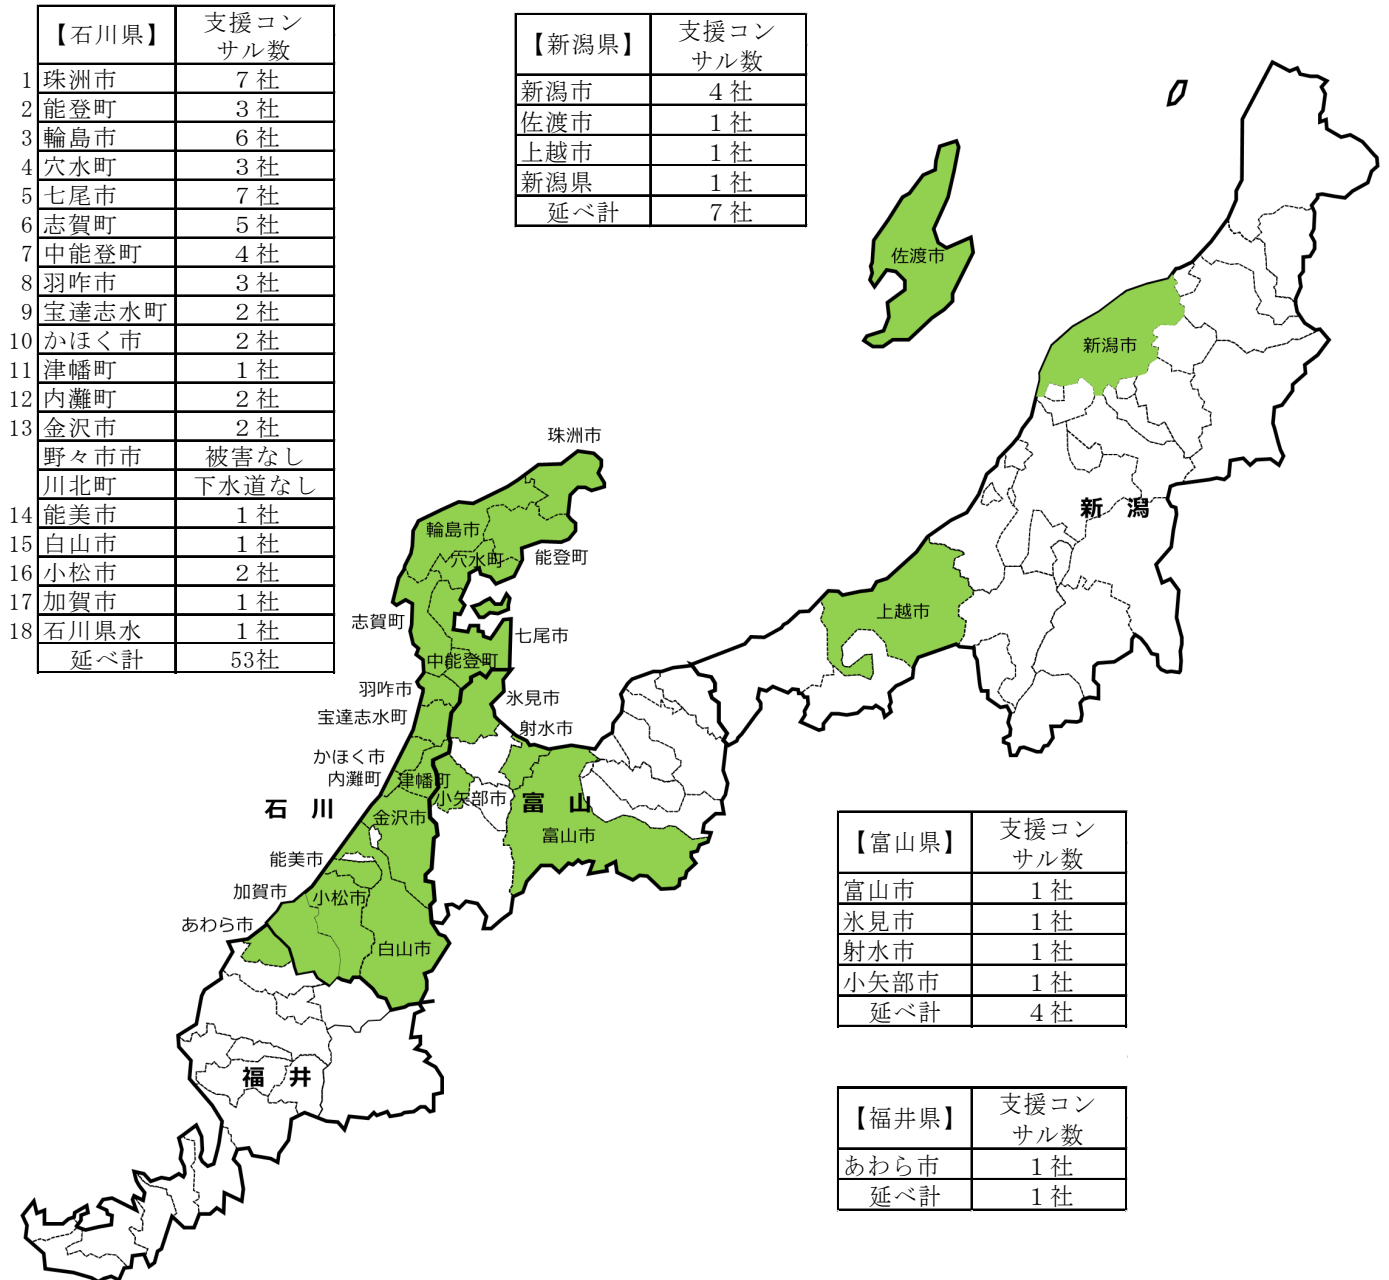 【石川県】 支援コン
サル数
1 珠洲市 7社
2 能登町 3社
3 輪島市 6社
4 穴水町 3社
5 七尾市 7社
6 志賀町 5社
7 中能登町 4社
8 羽咋市 3社
9 宝達志水町 2社
10 かほく市 2社
11 津幡町 1社
12 内灘町 2社
13 金沢市 2社
野々市市 被害なし
川北町 下水道なし
14 能美市 1社
15 白山市 1社
16 小松市 2社
17 加賀市 1社
18 石川県水 1社
延べ計 53社
【新潟県】 支援コン
サル数
新潟市 4社
佐渡市 1社
上越市 1社
新潟県 1社
延べ計 7社
佐渡市
新潟市
新 潟
上越市
珠洲市
輪島市
穴水町
能登町
志賀町
七尾市
中能登町
羽咋市
氷見市
宝達志水町
射水市
かほく市
内灘町
津幡町
小矢部市
石 川
富 山
金沢市
富山市
能美市
加賀市
小松市
あわら市
白山市
福 井
【富山県】 支援コン
サル数
富山市 1社
氷見市 1社
射水市 1社
小矢部市 1社
延べ計 4社
【福井県】 支援コン
サル数
あわら市 1社
延べ計 1社